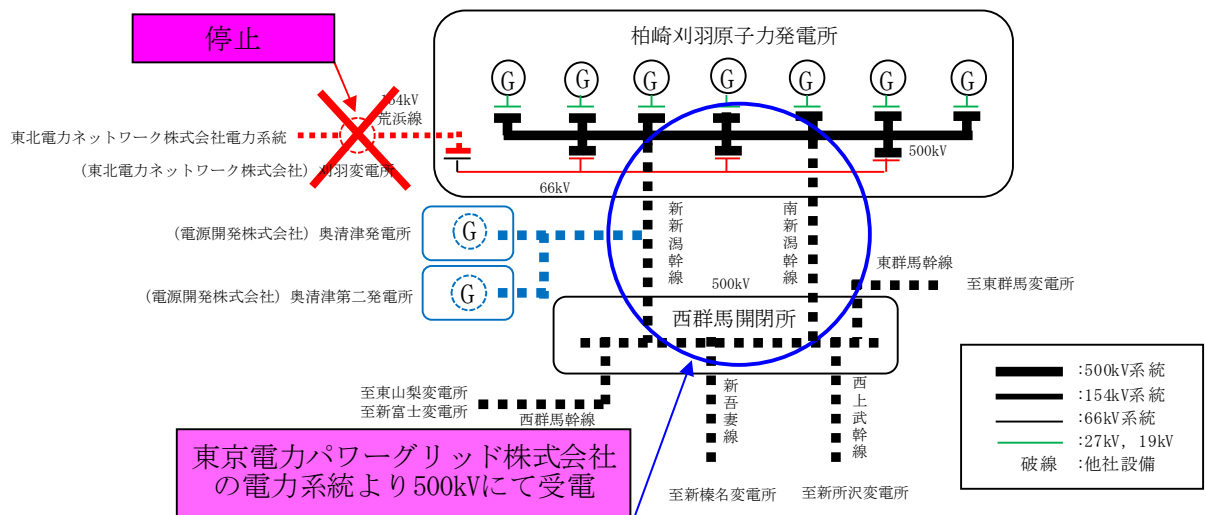 停止
柏崎刈羽原子力発電所
G G G G G G G
154kV
荒浜線
東北電力ネットワーク株式会社電力系統
(東北電力ネットワーク株式会社) 刈羽変電所
500kV
66kV
新新潟幹線
南新潟幹線
(電源開発株式会社) 奥清津発電所
G
(電源開発株式会社) 奥清津第二発電所
G
東群馬幹線
至東群馬変電所
500kV
西群馬開閉所
至東山梨変電所
至新富士変電所
西群馬幹線
新吾妻線
西上武幹線
至新榛名変電所
至新所沢変電所
東京電力パワーグリッド株式会社
の電力系統より500kVにて受電
:500kV系統
:154kV系統
:66kV系統
:27kV, 19kV
破線 :他社設備